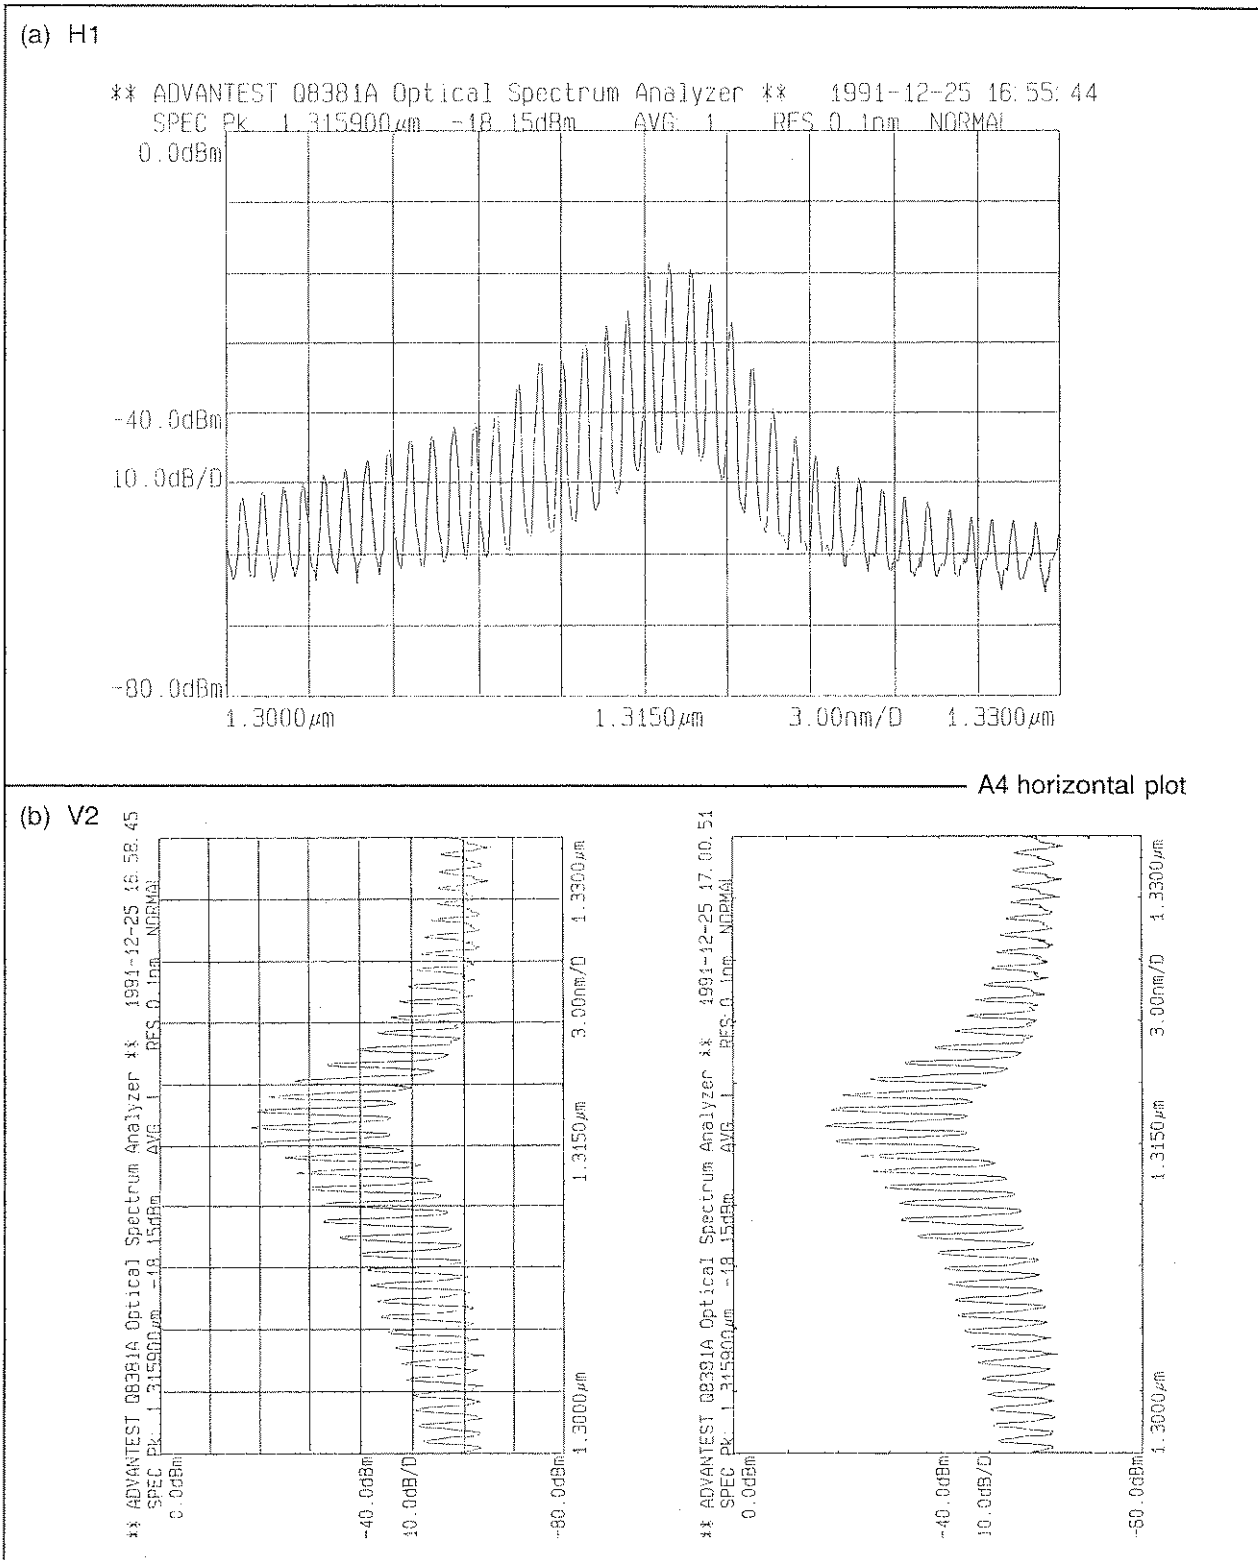 (a) H1
** ADVANTEST Q8381A Optical Spectrum Analyzer ** 1991-12-25 16:55:44
SPEC Pk 1.315900μm -18.15dBm AVG 1 RES 0.1nm NORMAL
0.0dBm
-40.0dBm
10.0dB/D
-80.0dBm
1.3000μm 1.3150μm 3.00nm/D 1.3300μm
A4 horizontal plot
(b) V2
** ADVANTEST Q8381A Optical Spectrum Analyzer ** 1991-12-25 16.58.45
SPEC Pk: 1.315900μm -18.15dBm AVG 1 RES 0.1nm NORMAL
0.0dBm
-40.0dBm
10.0dB/D
-80.0dBm
1.3000μm 1.3150μm 3.00nm/D 1.3300μm
** ADVANTEST Q8381A Optical Spectrum Analyzer ** 1991-12-25 17.00.51
SPEC Pk: 1.315900μm -18.15dBm AVG 1 RES 0.1nm NORMAL
0.0dBm
-40.0dBm
10.0dB/D
-80.0dBm
1.3000μm 1.3150μm 3.00nm/D 1.3300μm